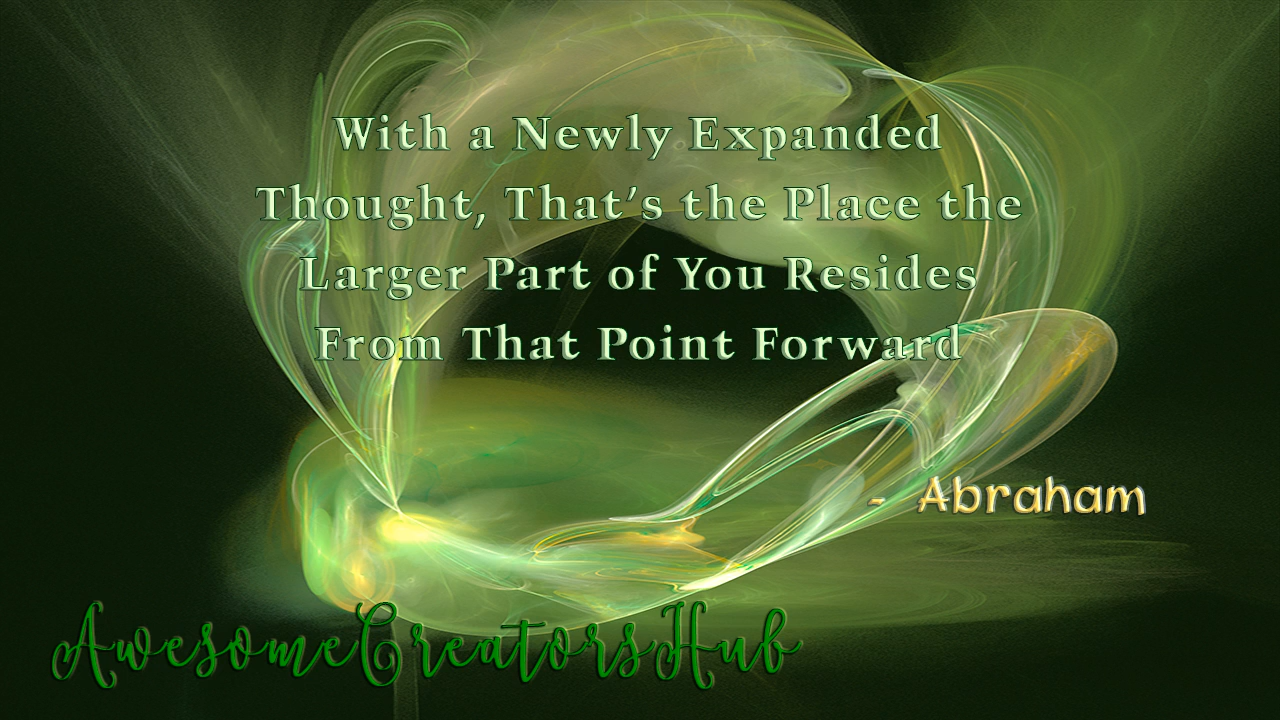 With a Newly Expanded
Thought, That's the Place the
Larger Part of You Resides
From That Point Forward
- Abraham
AwesomeCreatorsHub